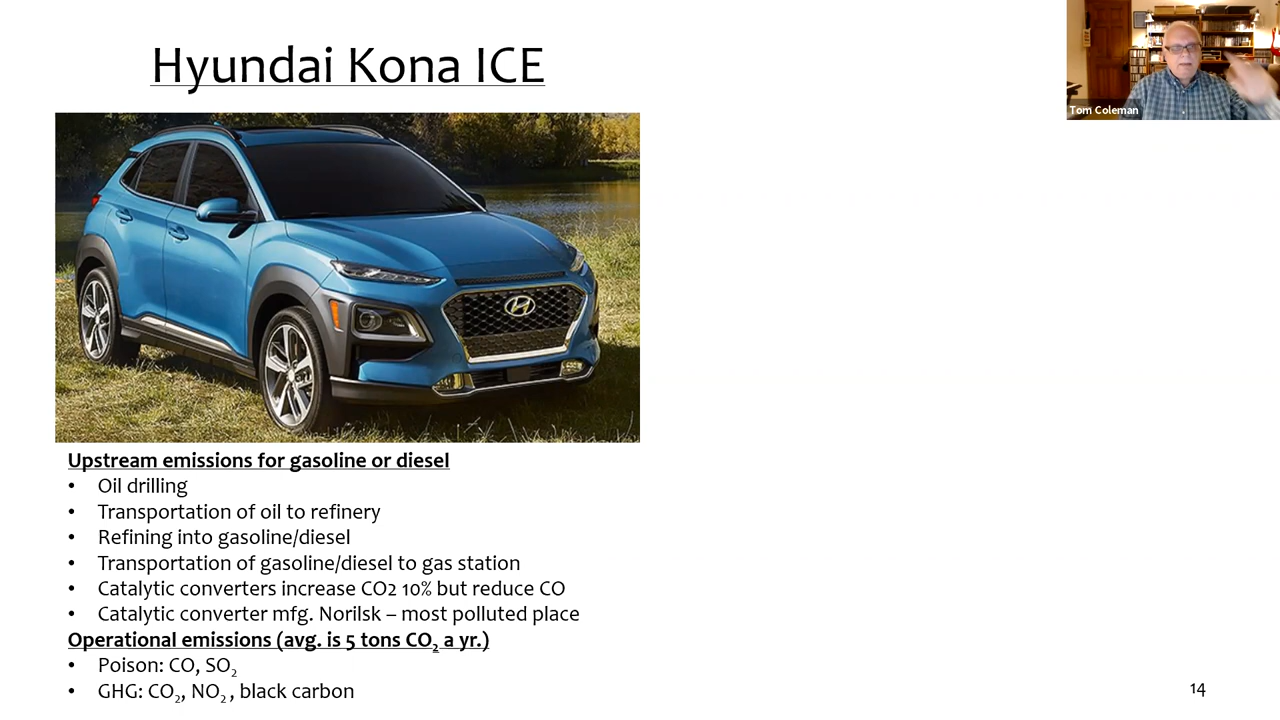 Hyundai Kona ICE
Tom Coleman
Upstream emissions for gasoline or diesel
• Oil drilling
• Transportation of oil to refinery
• Refining into gasoline/diesel
• Transportation of gasoline/diesel to gas station
• Catalytic converters increase CO2 10% but reduce CO
• Catalytic converter mfg. Norilsk – most polluted place
Operational emissions (avg. is 5 tons CO₂ a yr.)
• Poison: CO, SO₂
• GHG: CO₂, NO₂ , black carbon
14